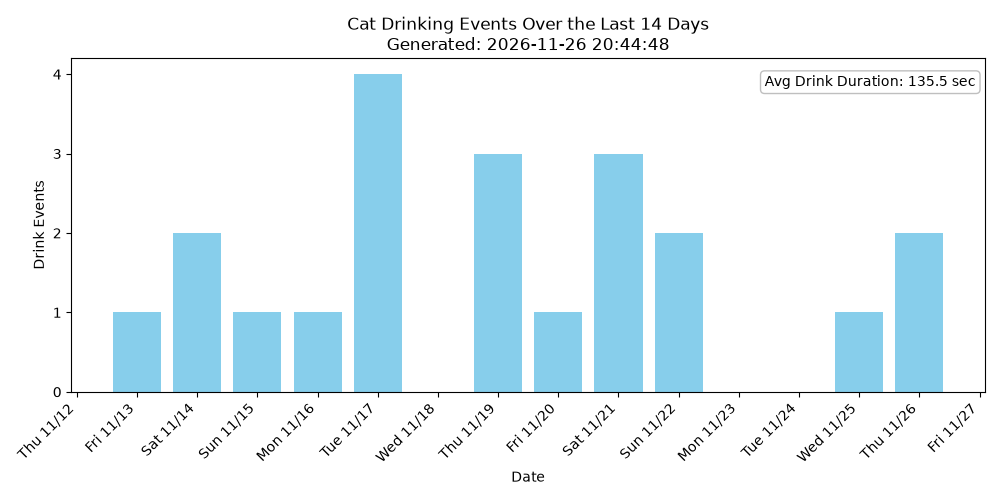 Cat Drinking Events Over the Last 14 Days
Generated: 2026-11-26 20:44:48
Avg Drink Duration: 135.5 sec
Drink Events
4
3
2
1
0
Thu 11/12
Fri 11/13
Sat 11/14
Sun 11/15
Mon 11/16
Tue 11/17
Wed 11/18
Thu 11/19
Fri 11/20
Sat 11/21
Sun 11/22
Mon 11/23
Tue 11/24
Wed 11/25
Thu 11/26
Fri 11/27
Date